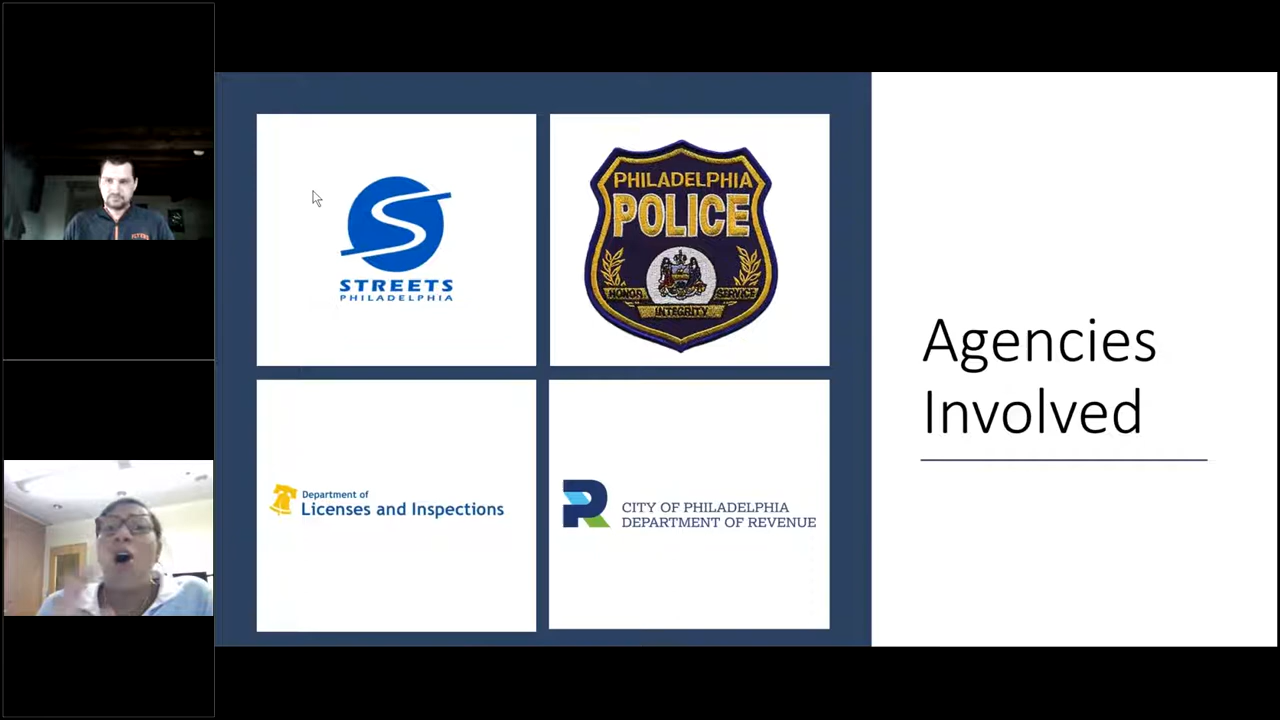 STREETS
PHILADELPHIA
PHILADELPHIA
POLICE
HONOR
SERVICE
INTEGRITY
Department of
Licenses and Inspections
CITY OF PHILADELPHIA
DEPARTMENT OF REVENUE
Agencies
Involved